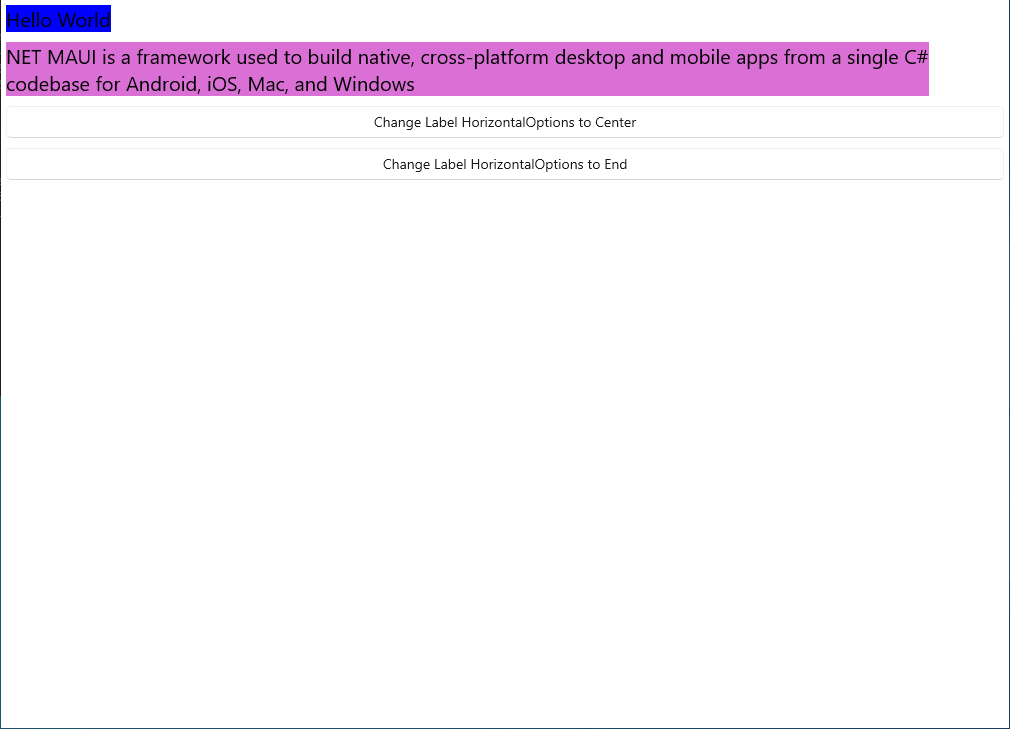 Hello World
NET MAUI is a framework used to build native, cross-platform desktop and mobile apps from a single C#
codebase for Android, iOS, Mac, and Windows
Change Label HorizontalOptions to Center
Change Label HorizontalOptions to End